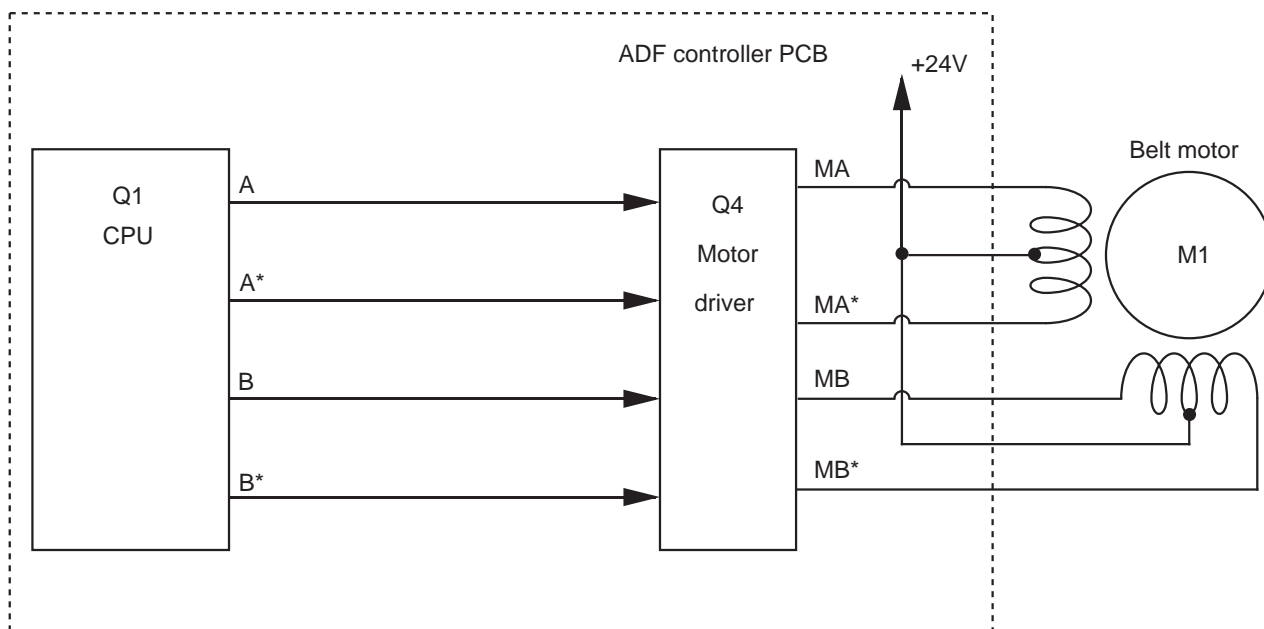 ADF controller PCB
+24V
Belt motor
Q1
CPU
A
A*
B
B*
Q4
Motor
driver
MA
MA*
MB
MB*
M1